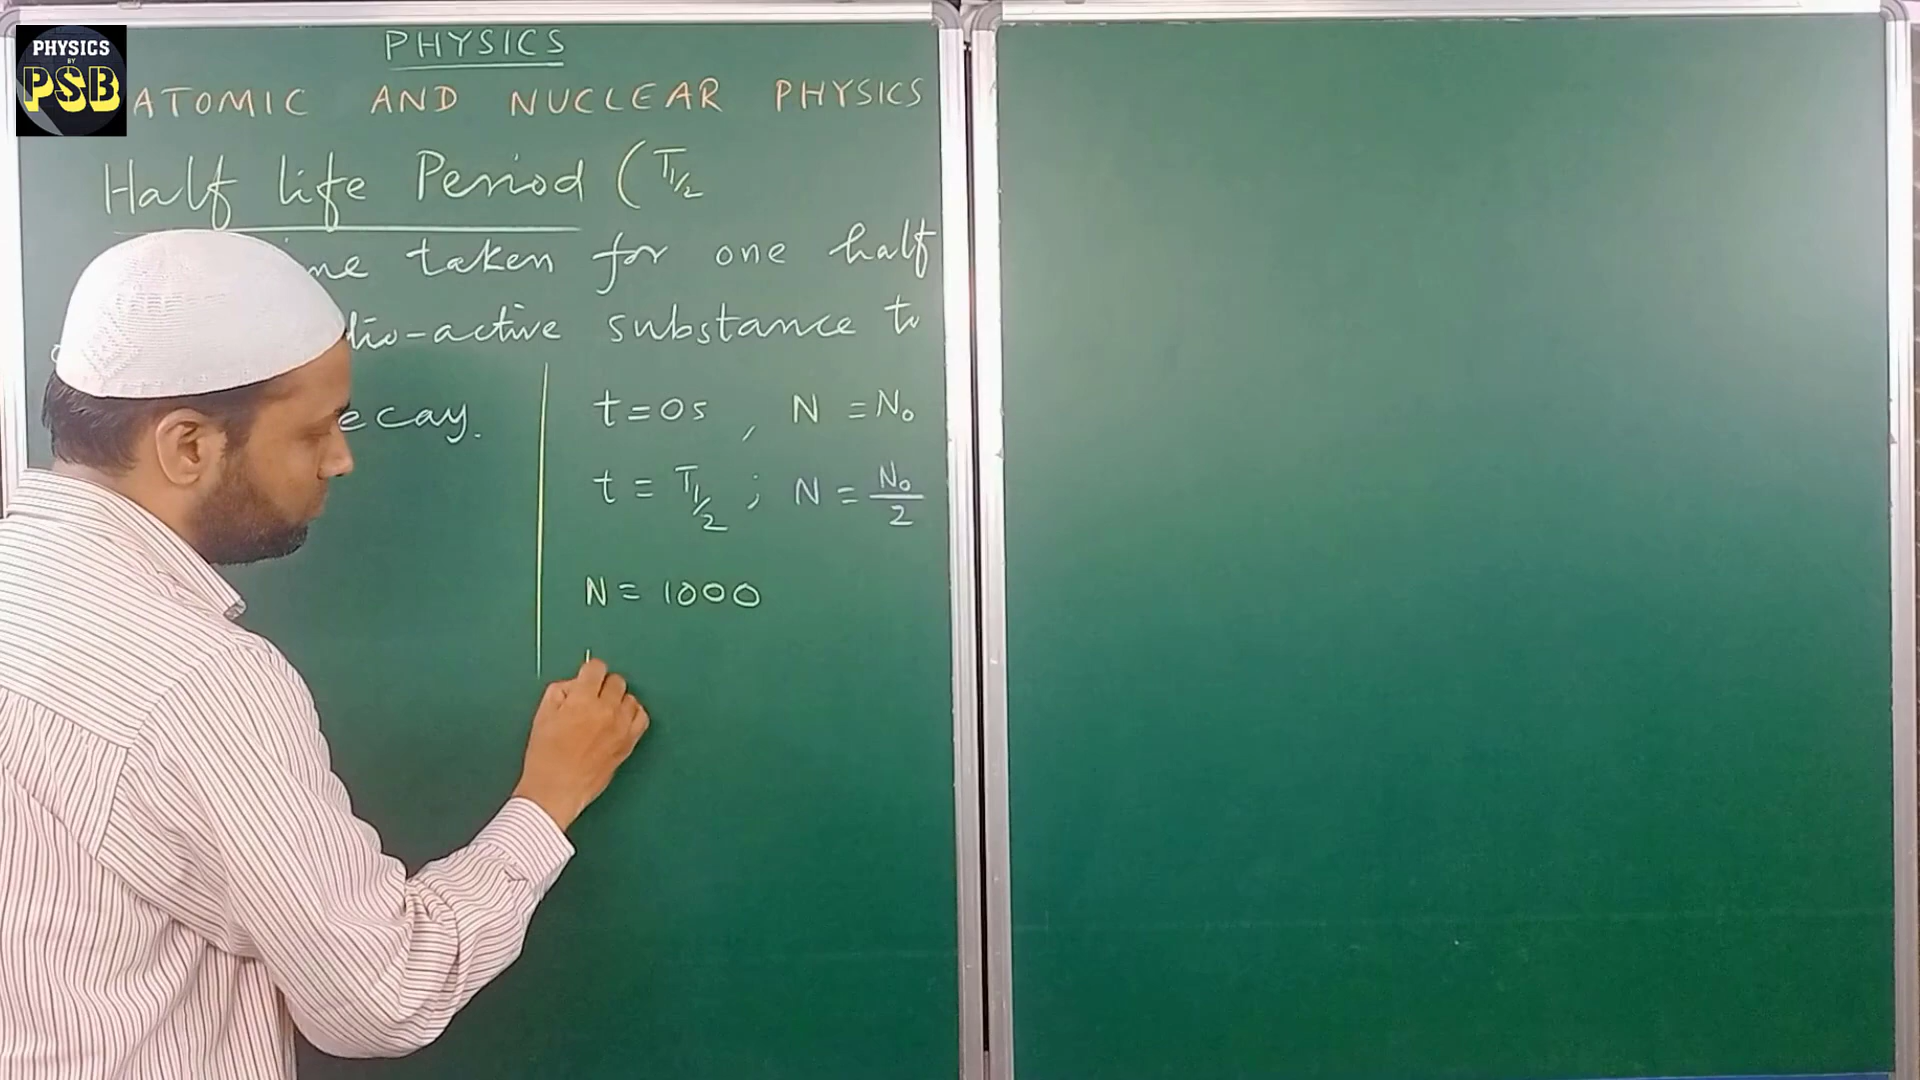 PHYSICS
BY
PSB
PHYSICS
ATOMIC AND NUCLEAR PHYSICS
Half life Period (T1/2
taken for one half
substance to
t = 0s , N = N₀
t = T1/2 ; N = N₀/2
N = 1000